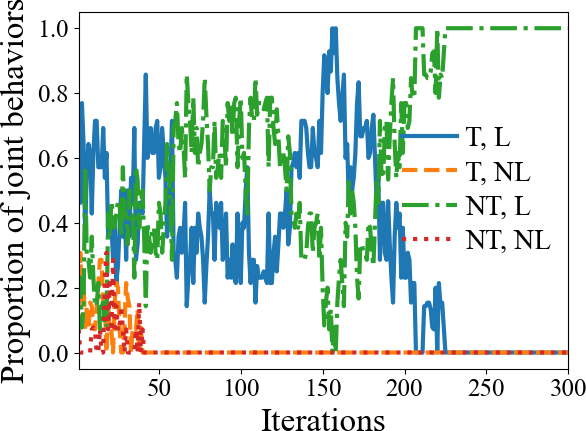 Proportion of joint behaviors
1.0
0.8
0.6
0.4
0.2
0.0
T, L
T, NL
NT, L
NT, NL
50 100 150 200 250 300
Iterations